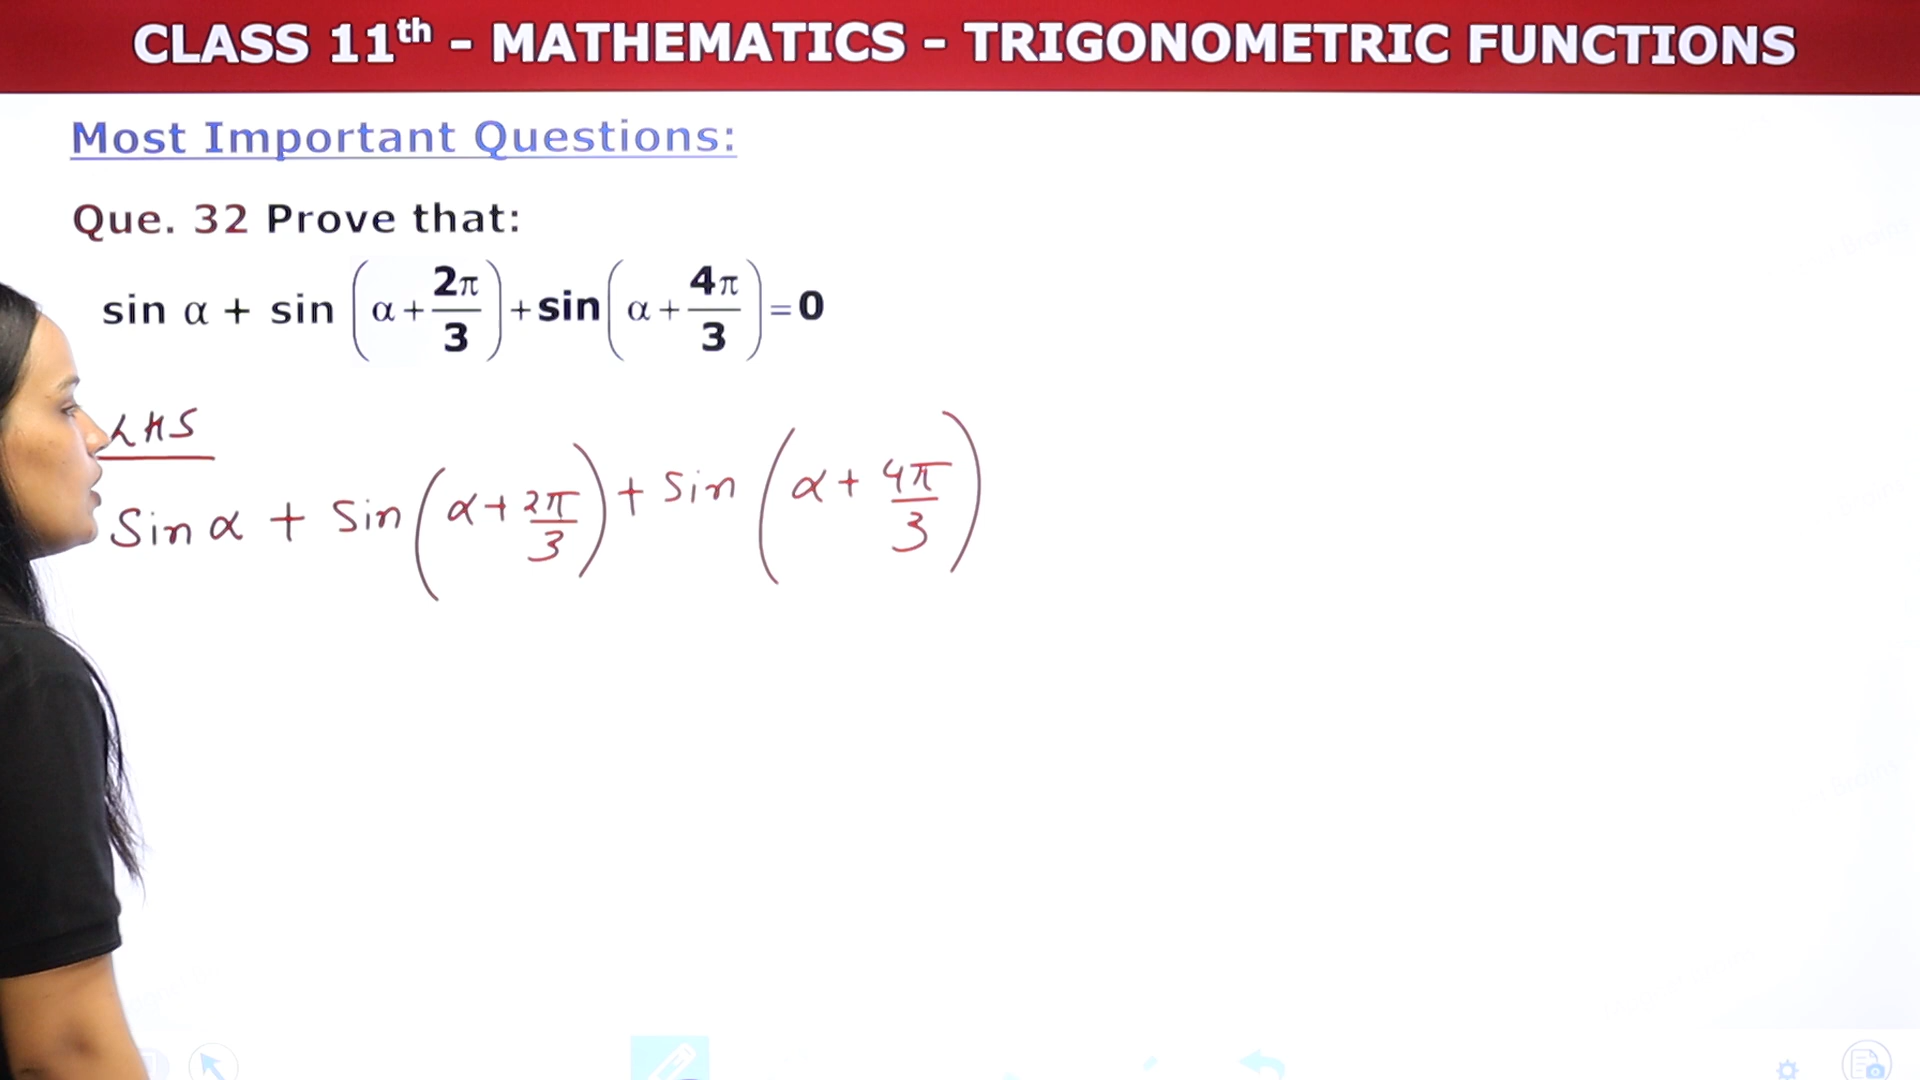 CLASS 11th - MATHEMATICS - TRIGONOMETRIC FUNCTIONS
Most Important Questions:
Que. 32 Prove that:
sin α + sin (α + 2π/3) + sin (α + 4π/3) = 0
LHS
Sin α + Sin (α + 2π/3) + Sin (α + 4π/3)